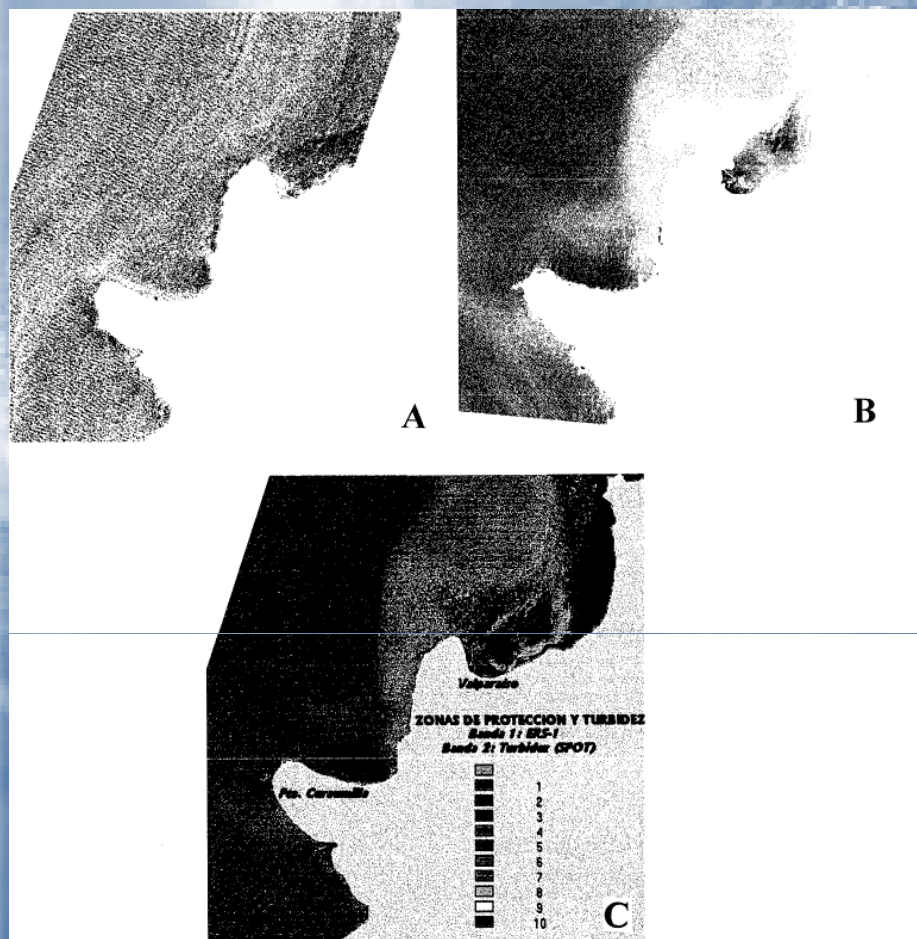 A
B
Valparaiso
ZONAS DE PROTECCION Y TURBIDEZ
Banda 1: ERS-1
Banda 2: Turbidez (SPOT)
Pta. Curaumilla
1
2
3
4
5
6
7
8
9
10
C